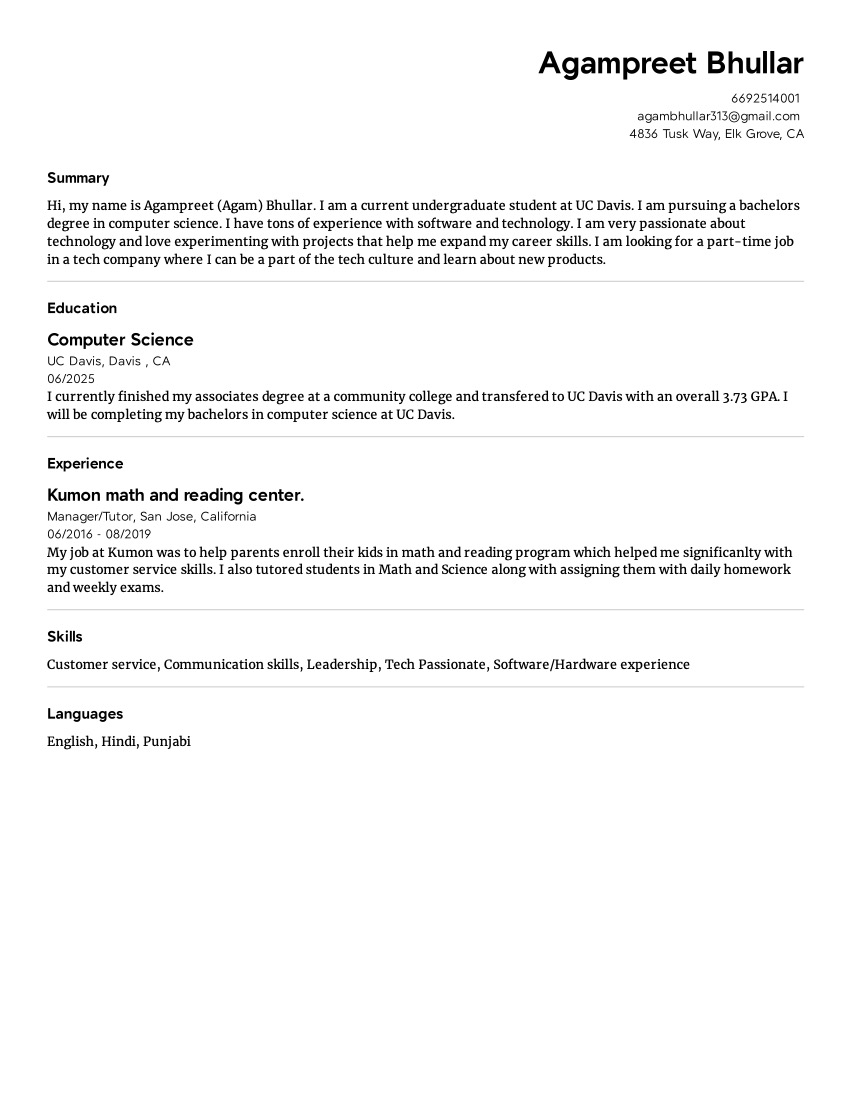 Agampreet Bhullar
6692514001
agambhullar313@gmail.com
4836 Tusk Way, Elk Grove, CA
Summary
Hi, my name is Agampreet (Agam) Bhullar. I am a current undergraduate student at UC Davis. I am pursuing a bachelors
degree in computer science. I have tons of experience with software and technology. I am very passionate about
technology and love experimenting with projects that help me expand my career skills. I am looking for a part-time job
in a tech company where I can be a part of the tech culture and learn about new products.
Education
Computer Science
UC Davis, Davis , CA
06/2025
I currently finished my associates degree at a community college and transfered to UC Davis with an overall 3.73 GPA. I
will be completing my bachelors in computer science at UC Davis.
Experience
Kumon math and reading center.
Manager/Tutor, San Jose, California
06/2016 - 08/2019
My job at Kumon was to help parents enroll their kids in math and reading program which helped me significanlty with
my customer service skills. I also tutored students in Math and Science along with assigning them with daily homework
and weekly exams.
Skills
Customer service, Communication skills, Leadership, Tech Passionate, Software/Hardware experience
Languages
English, Hindi, Punjabi